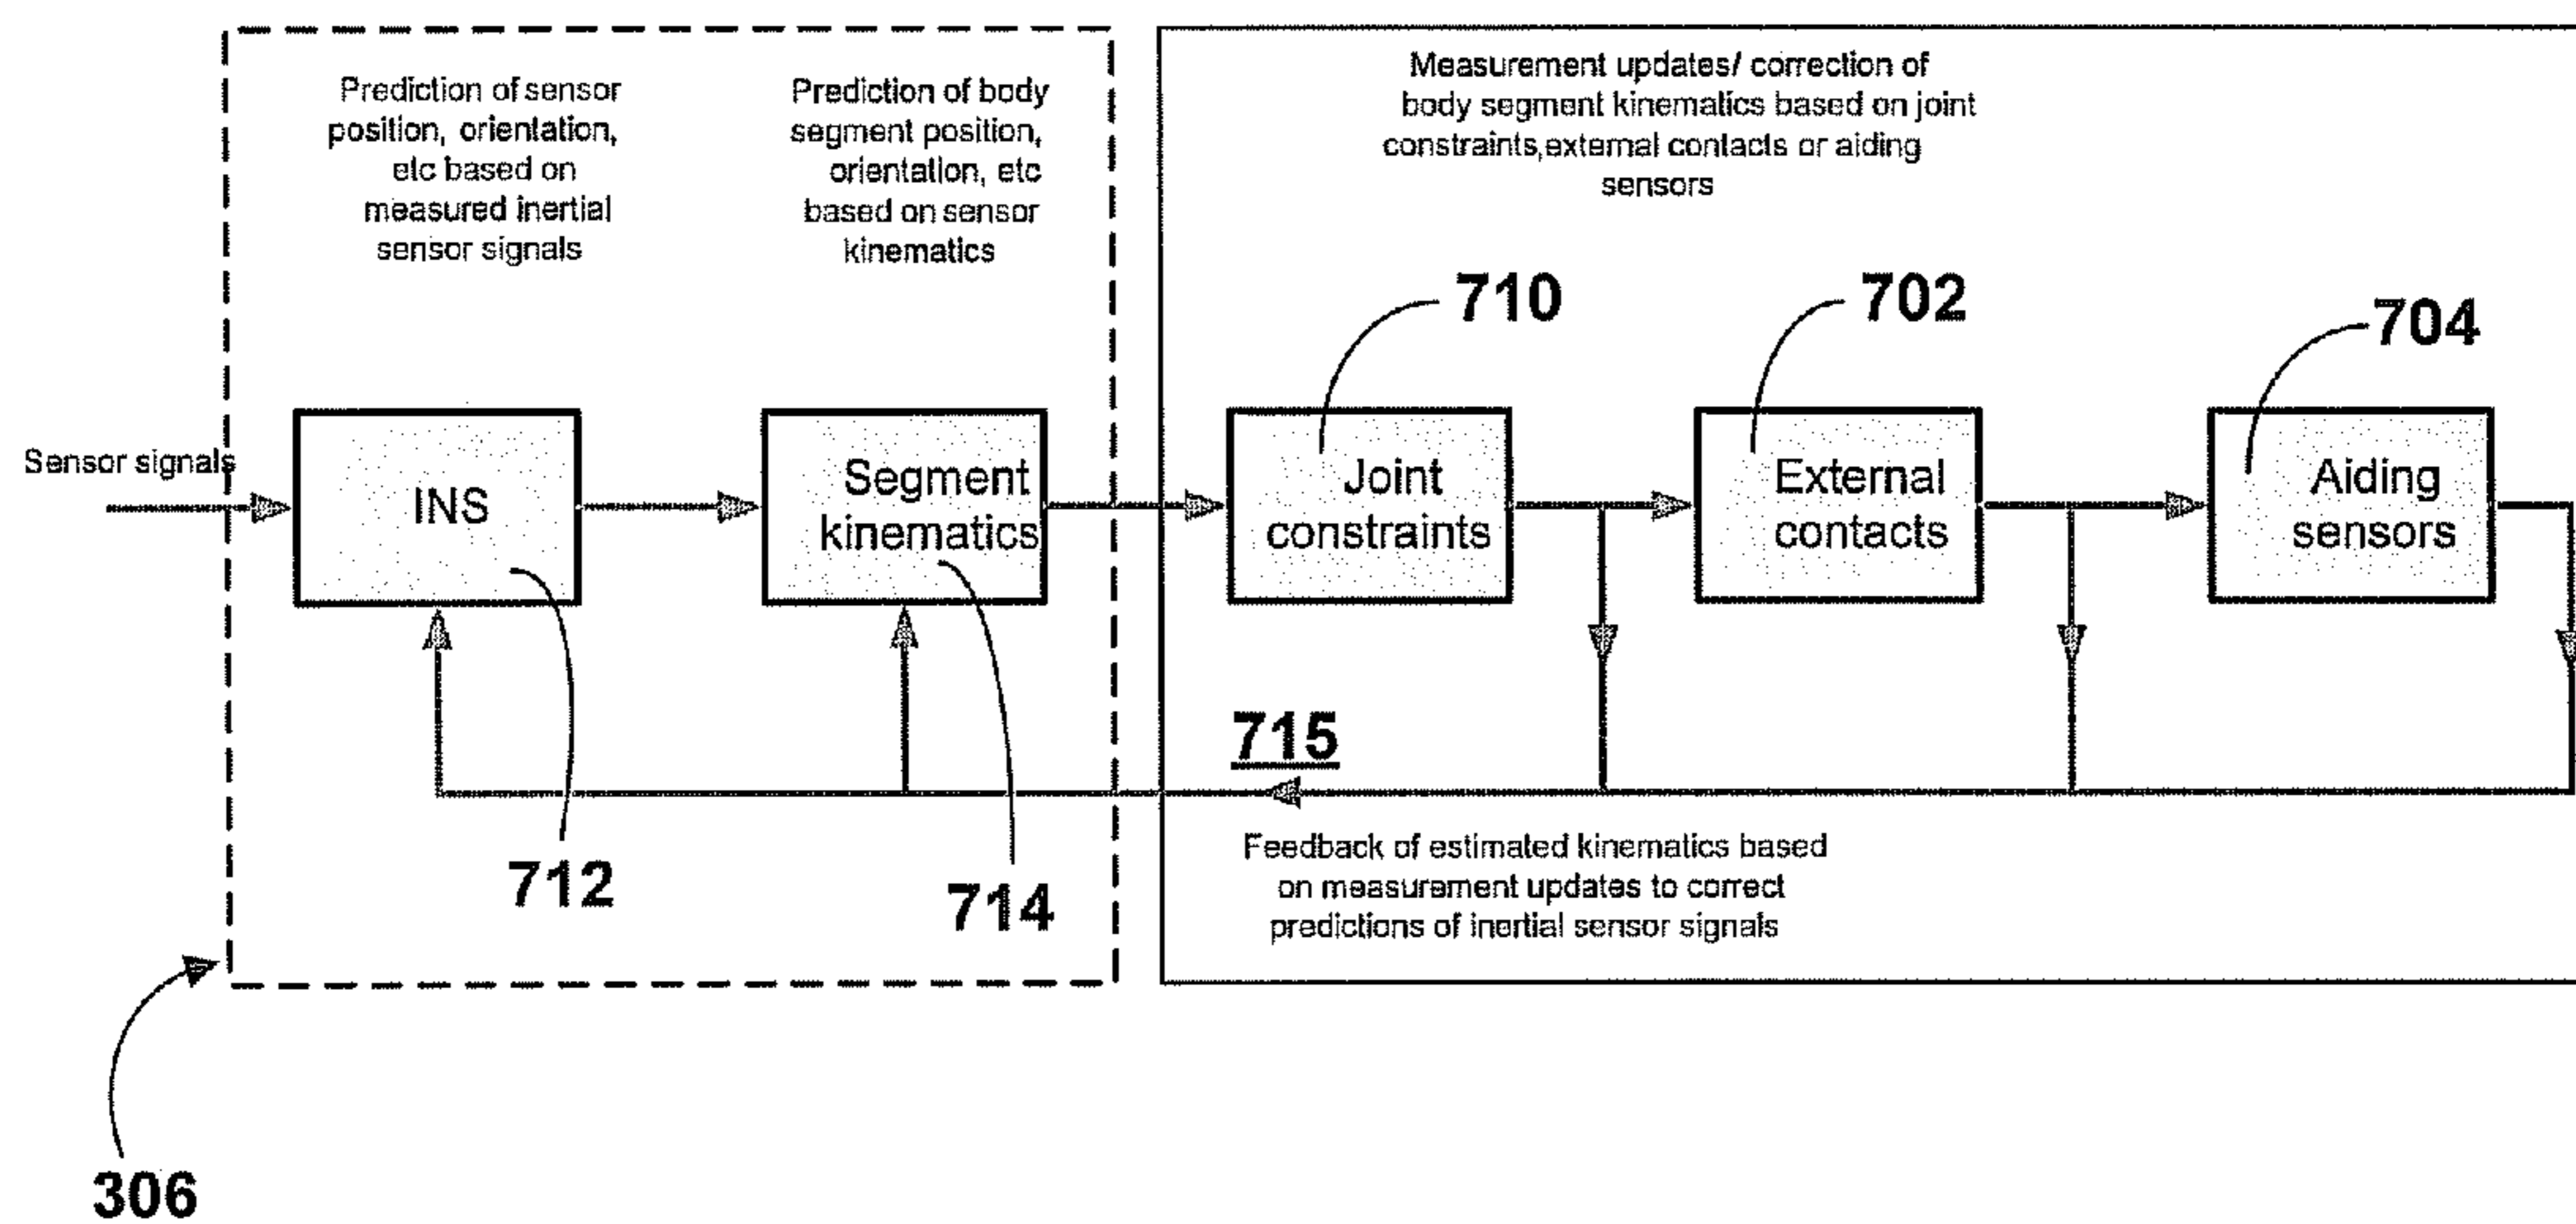 Prediction of sensor
position, orientation,
etc based on
measured inertial
sensor signals
Prediction of body
segment position,
orientation, etc
based on sensor
kinematics
Measurement updates/ correction of
body segment kinematics based on joint
constraints,external contacts or aiding
sensors
710
702
704
Sensor signals
INS
Segment
kinematics
Joint
constraints
External
contacts
Aiding
sensors
715
Feedback of estimated kinematics based
on measurement updates to correct
predictions of inertial sensor signals
712
714
306